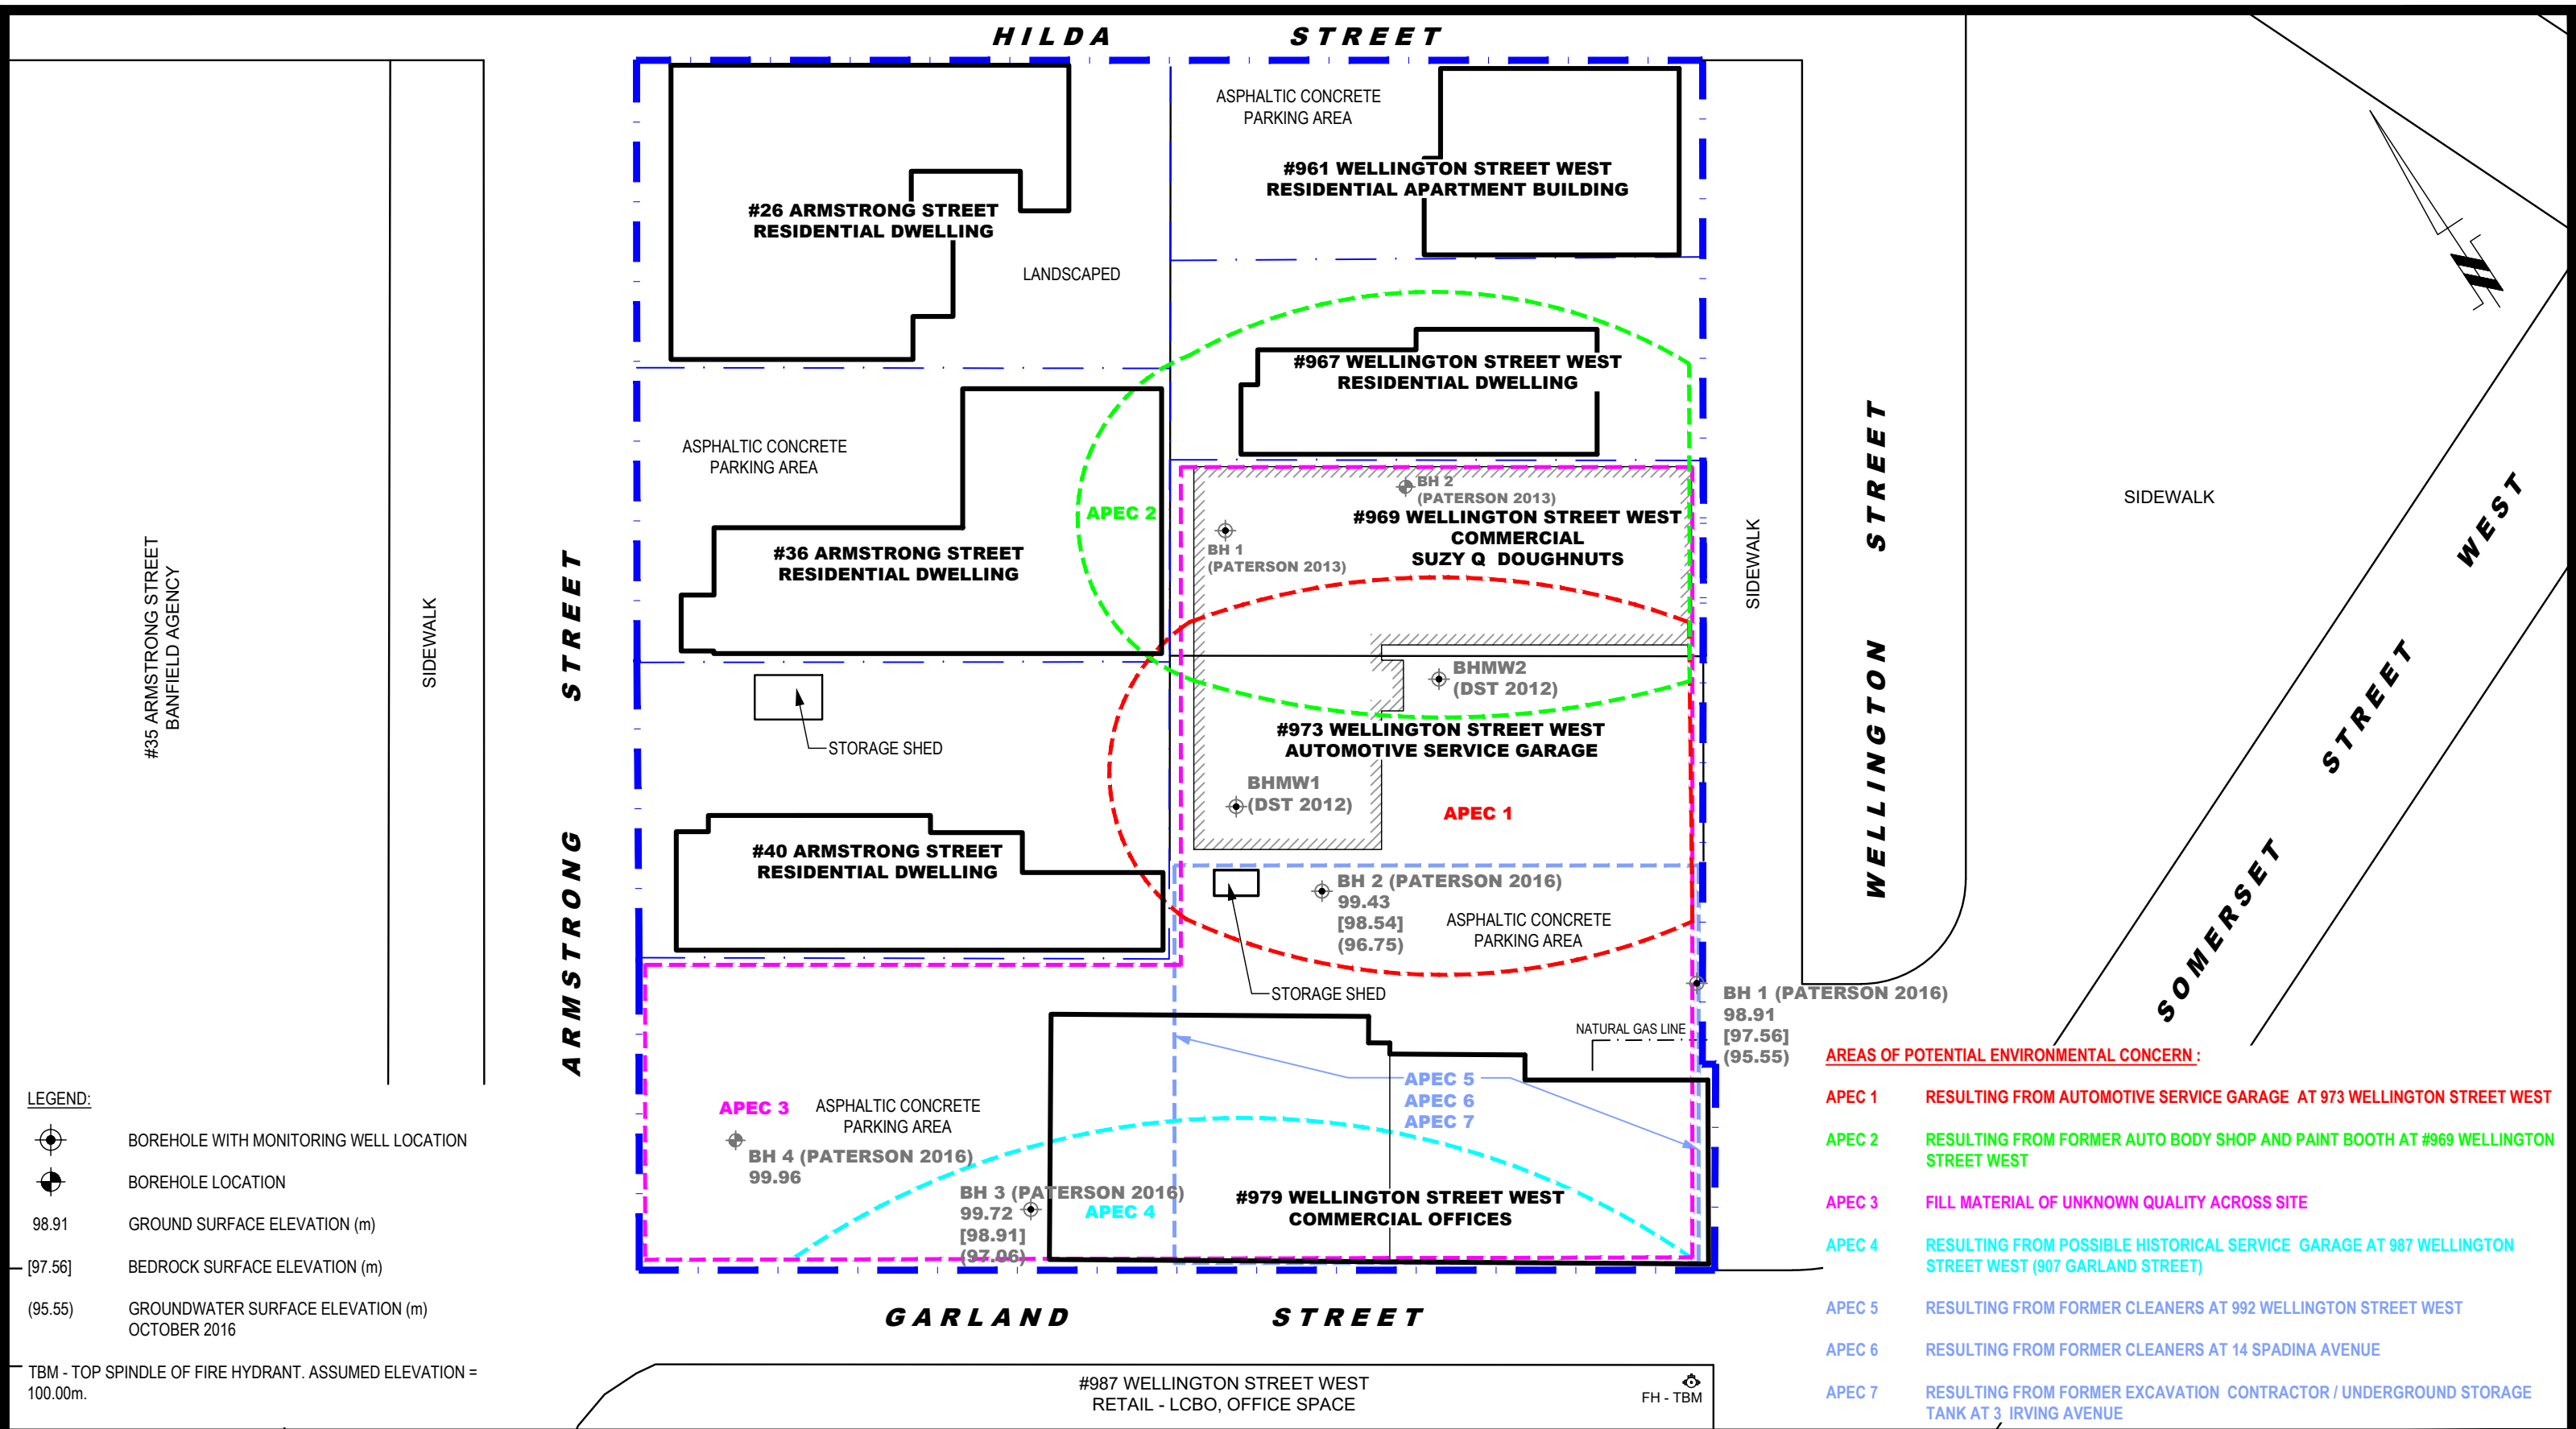 HILDA STREET
ASPHALTIC CONCRETE
PARKING AREA
#961 WELLINGTON STREET WEST
RESIDENTIAL APARTMENT BUILDING
#26 ARMSTRONG STREET
RESIDENTIAL DWELLING
LANDSCAPED
#967 WELLINGTON STREET WEST
RESIDENTIAL DWELLING
ASPHALTIC CONCRETE
PARKING AREA
APEC 2
BH 2
(PATERSON 2013)
#969 WELLINGTON STREET WEST
COMMERCIAL
SUZY Q DOUGHNUTS
BH 1
(PATERSON 2013)
#36 ARMSTRONG STREET
RESIDENTIAL DWELLING
#35 ARMSTRONG STREET
BANFIELD AGENCY
SIDEWALK
ARMSTRONG STREET
SIDEWALK
WELLINGTON STREET
SIDEWALK
SOMERSET STREET WEST
BHMW2
(DST 2012)
STORAGE SHED
#973 WELLINGTON STREET WEST
AUTOMOTIVE SERVICE GARAGE
BHMW1
(DST 2012)
APEC 1
#40 ARMSTRONG STREET
RESIDENTIAL DWELLING
BH 2 (PATERSON 2016)
99.43
[98.54]
(96.75)
ASPHALTIC CONCRETE
PARKING AREA
STORAGE SHED
BH 1 (PATERSON 2016)
98.91
[97.56]
(95.55)
NATURAL GAS LINE
APEC 5
APEC 6
APEC 7
APEC 3
ASPHALTIC CONCRETE
PARKING AREA
BH 4 (PATERSON 2016)
99.96
BH 3 (PATERSON 2016)
99.72
[98.91]
(97.06)
APEC 4
#979 WELLINGTON STREET WEST
COMMERCIAL OFFICES
GARLAND STREET
#987 WELLINGTON STREET WEST
RETAIL - LCBO, OFFICE SPACE
FH - TBM
LEGEND:
BOREHOLE WITH MONITORING WELL LOCATION
BOREHOLE LOCATION
98.91 GROUND SURFACE ELEVATION (m)
[97.56] BEDROCK SURFACE ELEVATION (m)
(95.55) GROUNDWATER SURFACE ELEVATION (m)
OCTOBER 2016
TBM - TOP SPINDLE OF FIRE HYDRANT. ASSUMED ELEVATION =
100.00m.
AREAS OF POTENTIAL ENVIRONMENTAL CONCERN :
APEC 1 RESULTING FROM AUTOMOTIVE SERVICE GARAGE AT 973 WELLINGTON STREET WEST
APEC 2 RESULTING FROM FORMER AUTO BODY SHOP AND PAINT BOOTH AT #969 WELLINGTON
STREET WEST
APEC 3 FILL MATERIAL OF UNKNOWN QUALITY ACROSS SITE
APEC 4 RESULTING FROM POSSIBLE HISTORICAL SERVICE GARAGE AT 987 WELLINGTON
STREET WEST (907 GARLAND STREET)
APEC 5 RESULTING FROM FORMER CLEANERS AT 992 WELLINGTON STREET WEST
APEC 6 RESULTING FROM FORMER CLEANERS AT 14 SPADINA AVENUE
APEC 7 RESULTING FROM FORMER EXCAVATION CONTRACTOR / UNDERGROUND STORAGE
TANK AT 3 IRVING AVENUE